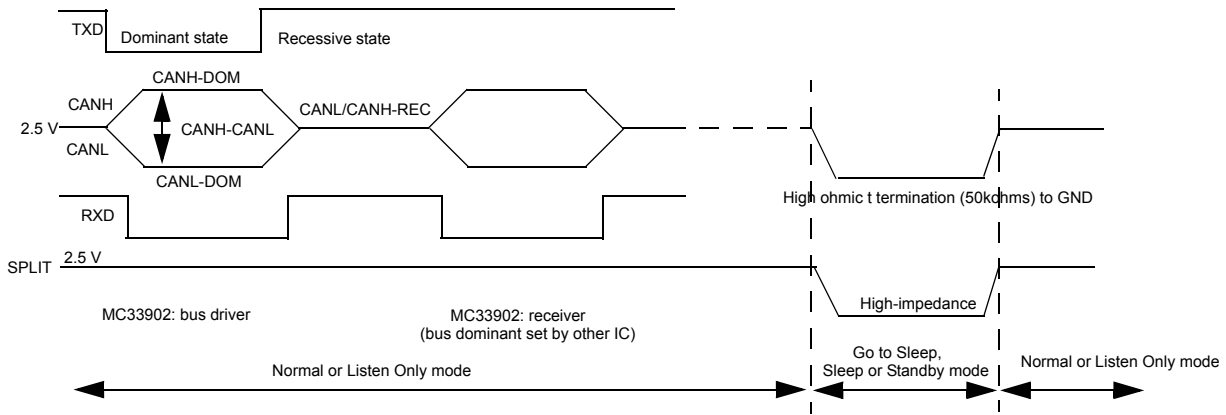 TXD
Dominant state
Recessive state
CANH-DOM
CANH
CANL/CANH-REC
2.5 V
CANH-CANL
CANL
CANL-DOM
High ohmic t termination (50kohms) to GND
RXD
2.5 V
SPLIT
High-impedance
MC33902: bus driver
MC33902: receiver
(bus dominant set by other IC)
Go to Sleep,
Sleep or Standby mode
Normal or Listen Only mode
Normal or Listen Only mode